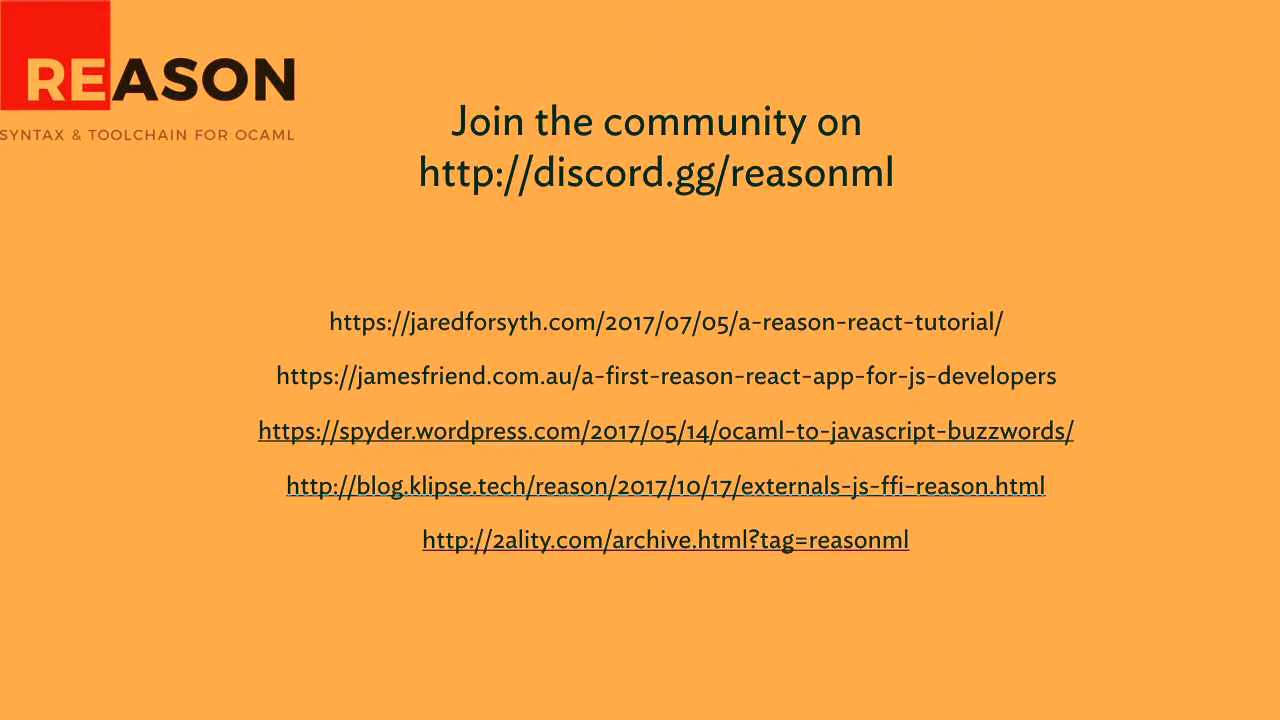 REASON
SYNTAX & TOOLCHAIN FOR OCAML
Join the community on
http://discord.gg/reasonml
https://jaredforsyth.com/2017/07/05/a-reason-react-tutorial/
https://jamesfriend.com.au/a-first-reason-react-app-for-js-developers
https://spyder.wordpress.com/2017/05/14/ocaml-to-javascript-buzzwords/
http://blog.klipse.tech/reason/2017/10/17/externals-js-ffi-reason.html
http://2ality.com/archive.html?tag=reasonml